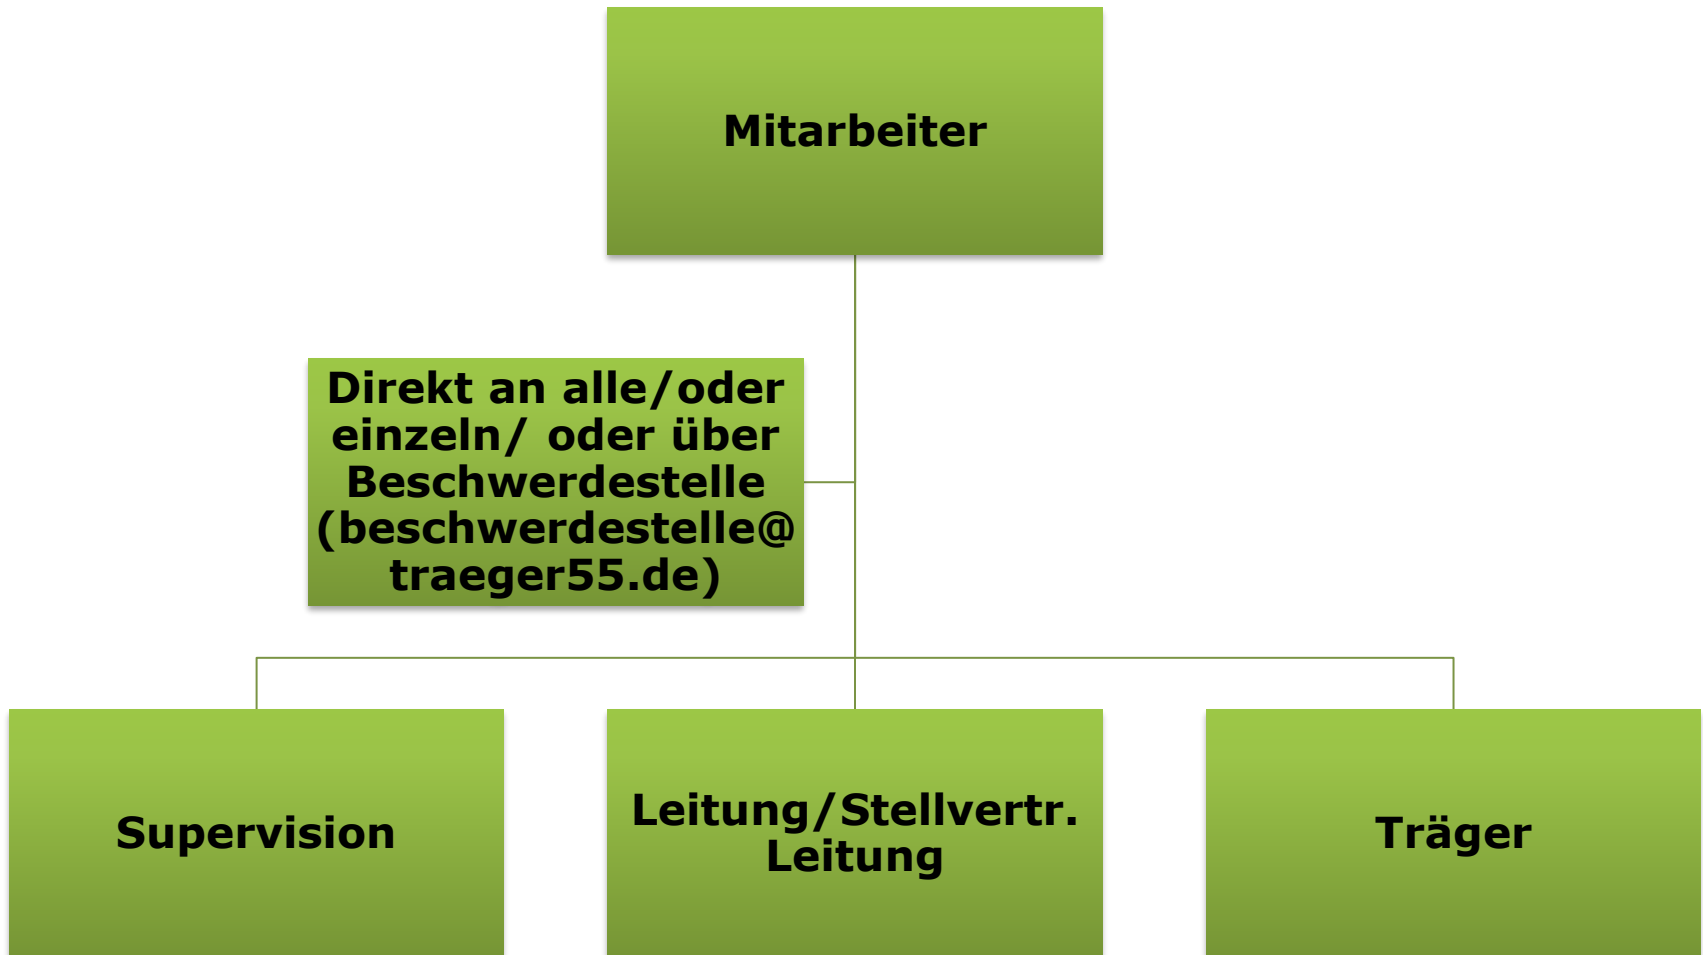 Mitarbeiter
Direkt an alle/oder
einzeln/ oder über
Beschwerdestelle
(beschwerdestelle@
traeger55.de)
Supervision
Leitung/Stellvertr.
Leitung
Träger